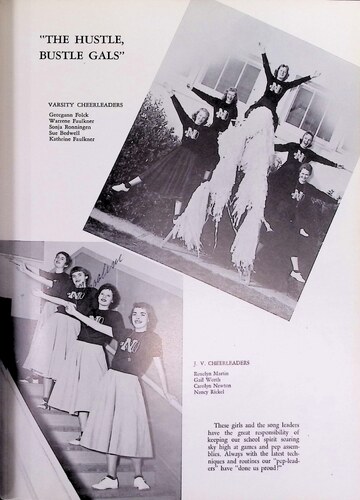 "THE HUSTLE,
BUSTLE GALS"
VARSITY CHEERLEADERS
Georgann Polck
Warrene Faulkner
Sonja Ronningen
Sue Bedwell
Kathrine Faulkner
N
N
N
N
N
N
J. V. CHEERLEADERS
Roselyn Martin
Gail Worth
Carolyn Newton
Nancy Bickel
These girls and the song leaders
have the great responsibility of
keeping our school spirit soaring
sky high at games and pep assem-
blies. Always with the latest tech-
niques and routines our "pep-lead-
ers" have "done us proud!"